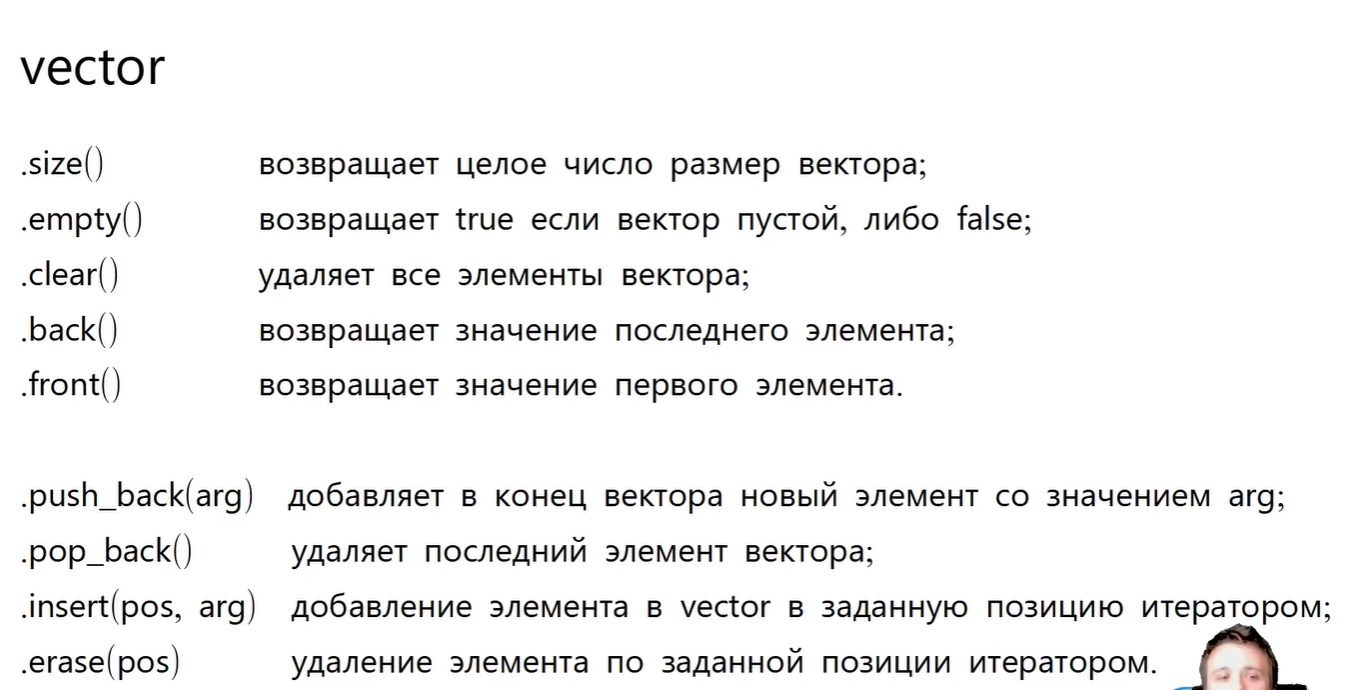 vector
.size() возвращает целое число размер вектора;
.empty() возвращает true если вектор пустой, либо false;
.clear() удаляет все элементы вектора;
.back() возвращает значение последнего элемента;
.front() возвращает значение первого элемента.
.push_back(arg) добавляет в конец вектора новый элемент со значением arg;
.pop_back() удаляет последний элемент вектора;
.insert(pos, arg) добавление элемента в vector в заданную позицию итератором;
.erase(pos) удаление элемента по заданной позиции итератором.